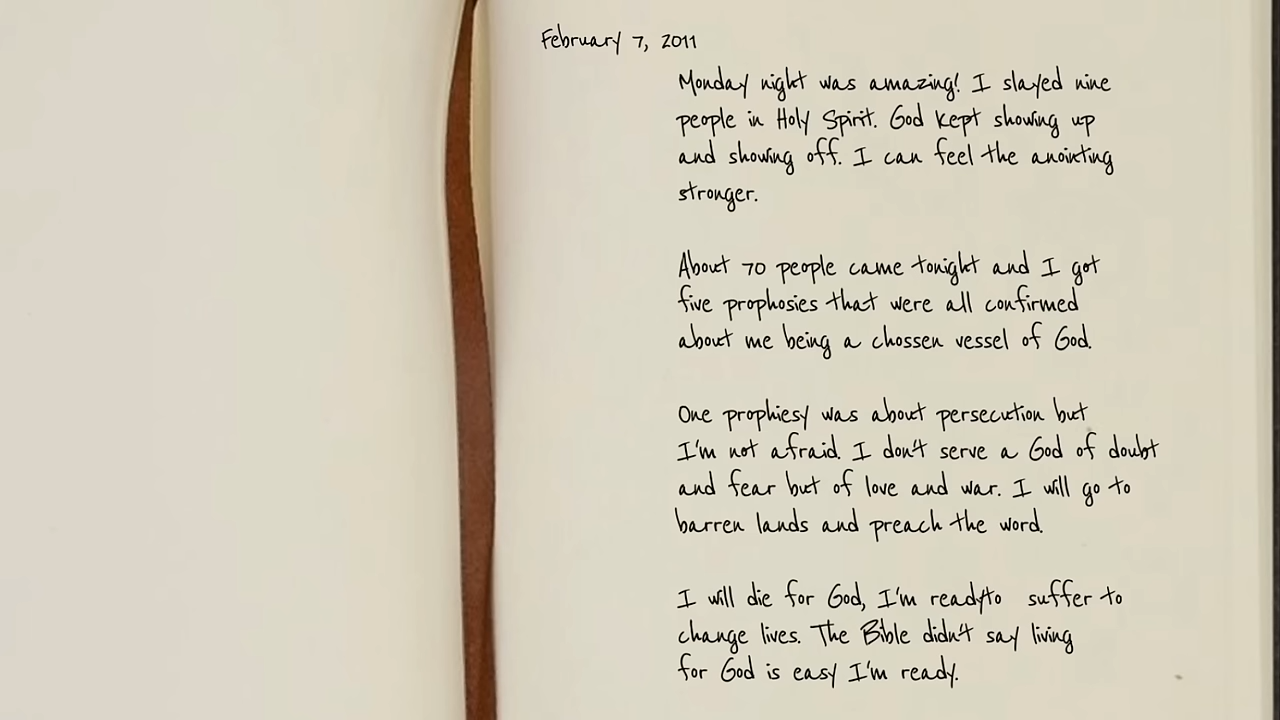 February 7, 2011
Monday night was amazing! I slayed nine
people in Holy Spirit. God kept showing up
and showing off. I can feel the anointing
stronger.
About 70 people came tonight and I got
five prophosies that were all confirmed
about me being a chossen vessel of God.
One prophiesy was about persecution but
I'm not afraid. I don't serve a God of doubt
and fear but of love and war. I will go to
barren lands and preach the word.
I will die for God, I'm readyto suffer to
change lives. The Bible didn't say living
for God is easy I'm ready.